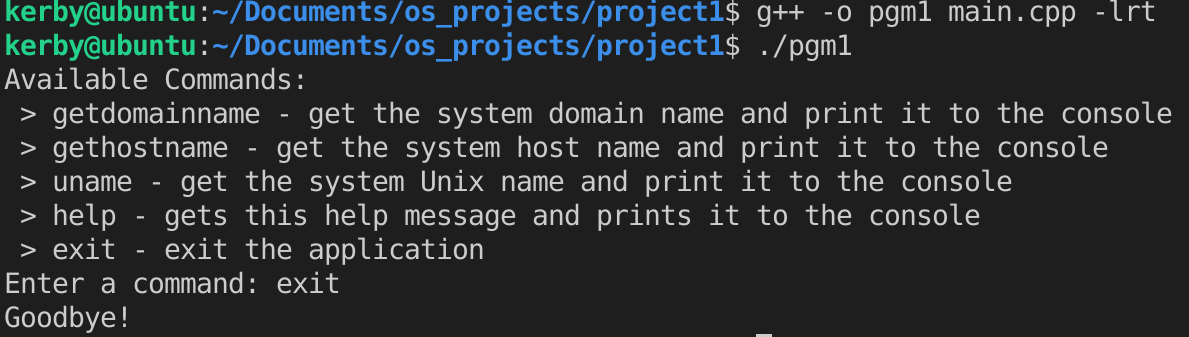 kerby@ubuntu:~/Documents/os_projects/project1$ g++ -o pgm1 main.cpp -lrt
kerby@ubuntu:~/Documents/os_projects/project1$ ./pgm1
Available Commands:
 > getdomainname - get the system domain name and print it to the console
 > gethostname - get the system host name and print it to the console
 > uname - get the system Unix name and print it to the console
 > help - gets this help message and prints it to the console
 > exit - exit the application
Enter a command: exit
Goodbye!